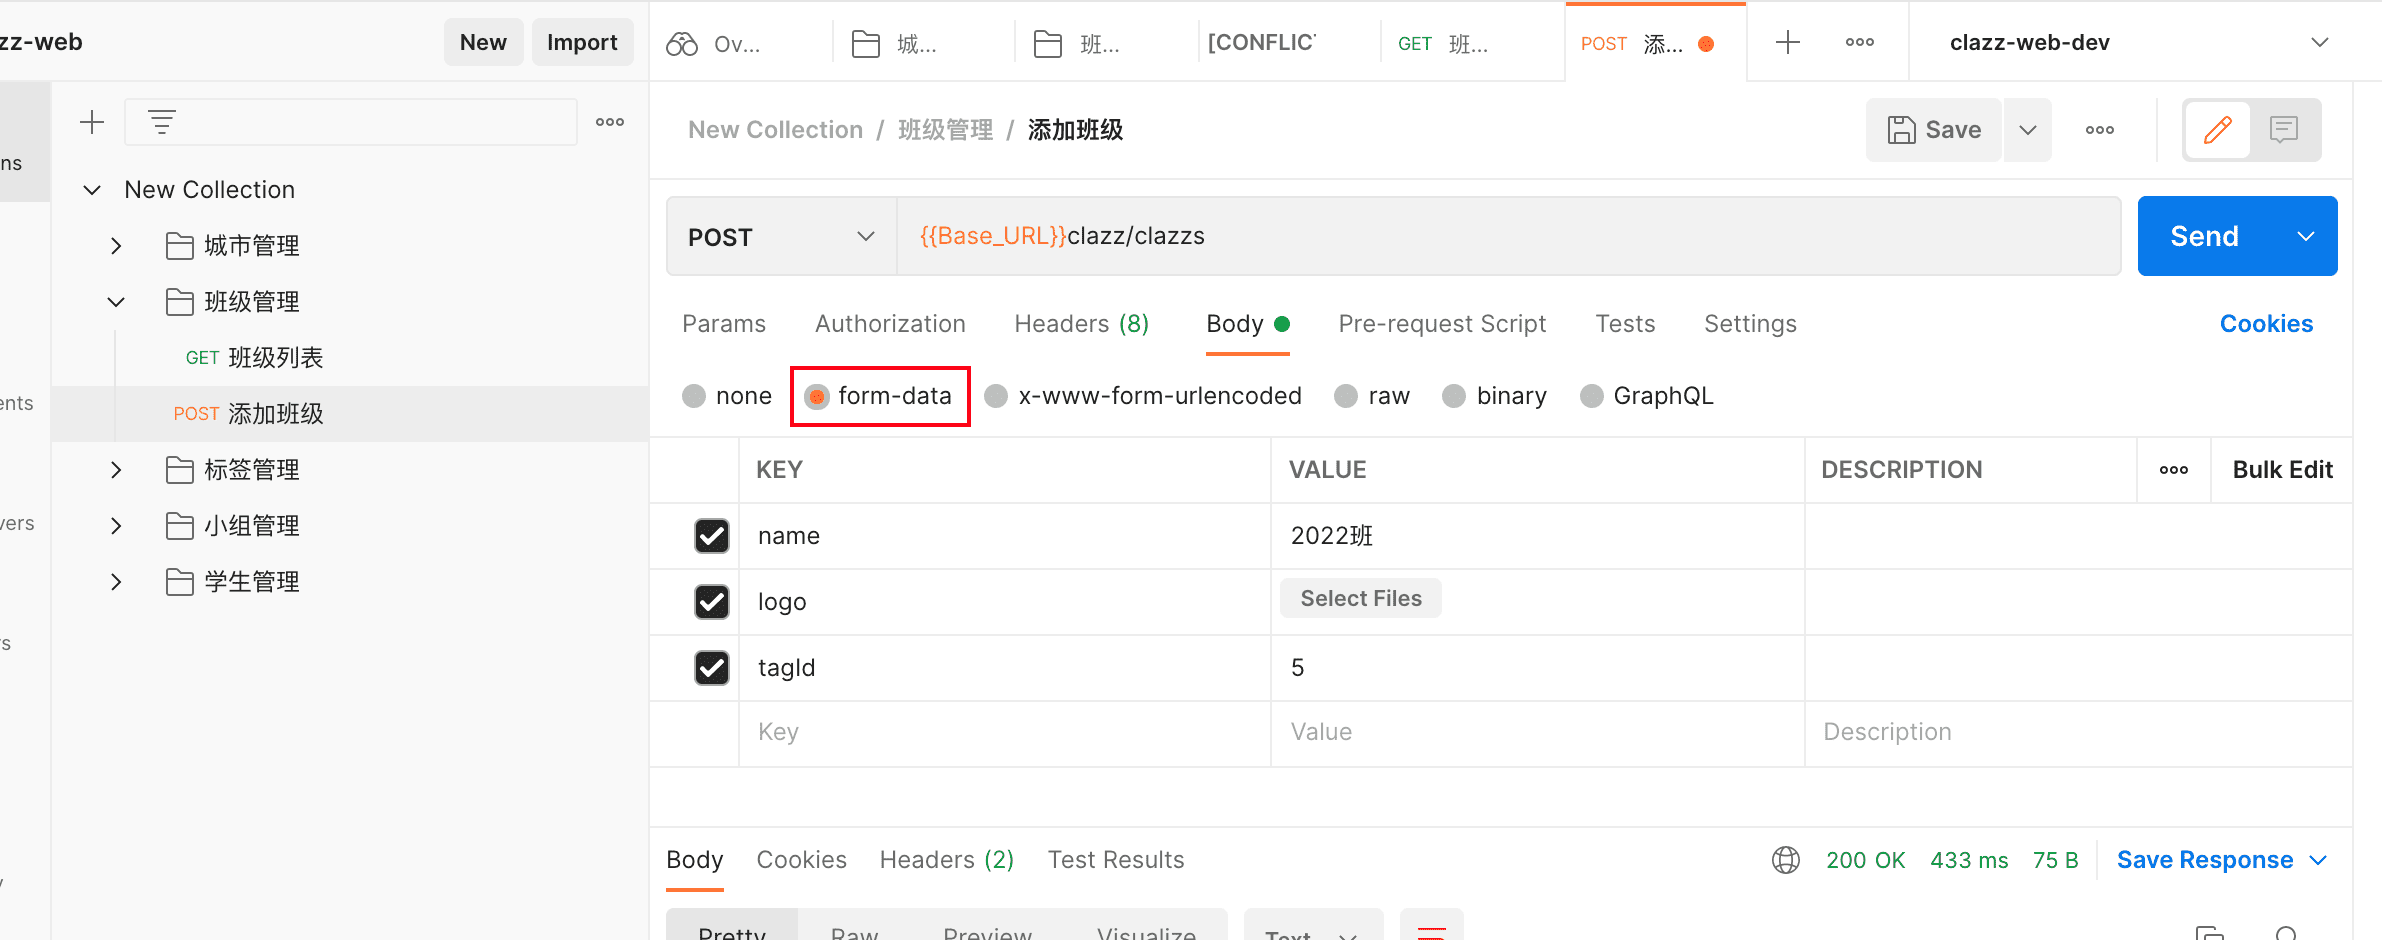 zz-web
New
Import
Ov...
城...
班...
[CONFLIC
GET 班...
POST 添...
clazz-web-dev
ns
New Collection
城市管理
班级管理
GET 班级列表
POST 添加班级
标签管理
小组管理
学生管理
ents
vers
rs
New Collection / 班级管理 / 添加班级
Save
POST
{{Base_URL}}clazz/clazzs
Send
Params
Authorization
Headers (8)
Body
Pre-request Script
Tests
Settings
Cookies
none
form-data
x-www-form-urlencoded
raw
binary
GraphQL
KEY
VALUE
DESCRIPTION
Bulk Edit
name
2022班
logo
Select Files
tagId
5
Key
Value
Description
Body
Cookies
Headers (2)
Test Results
200 OK
433 ms
75 B
Save Response
Pretty
Raw
Preview
Visualize
Text